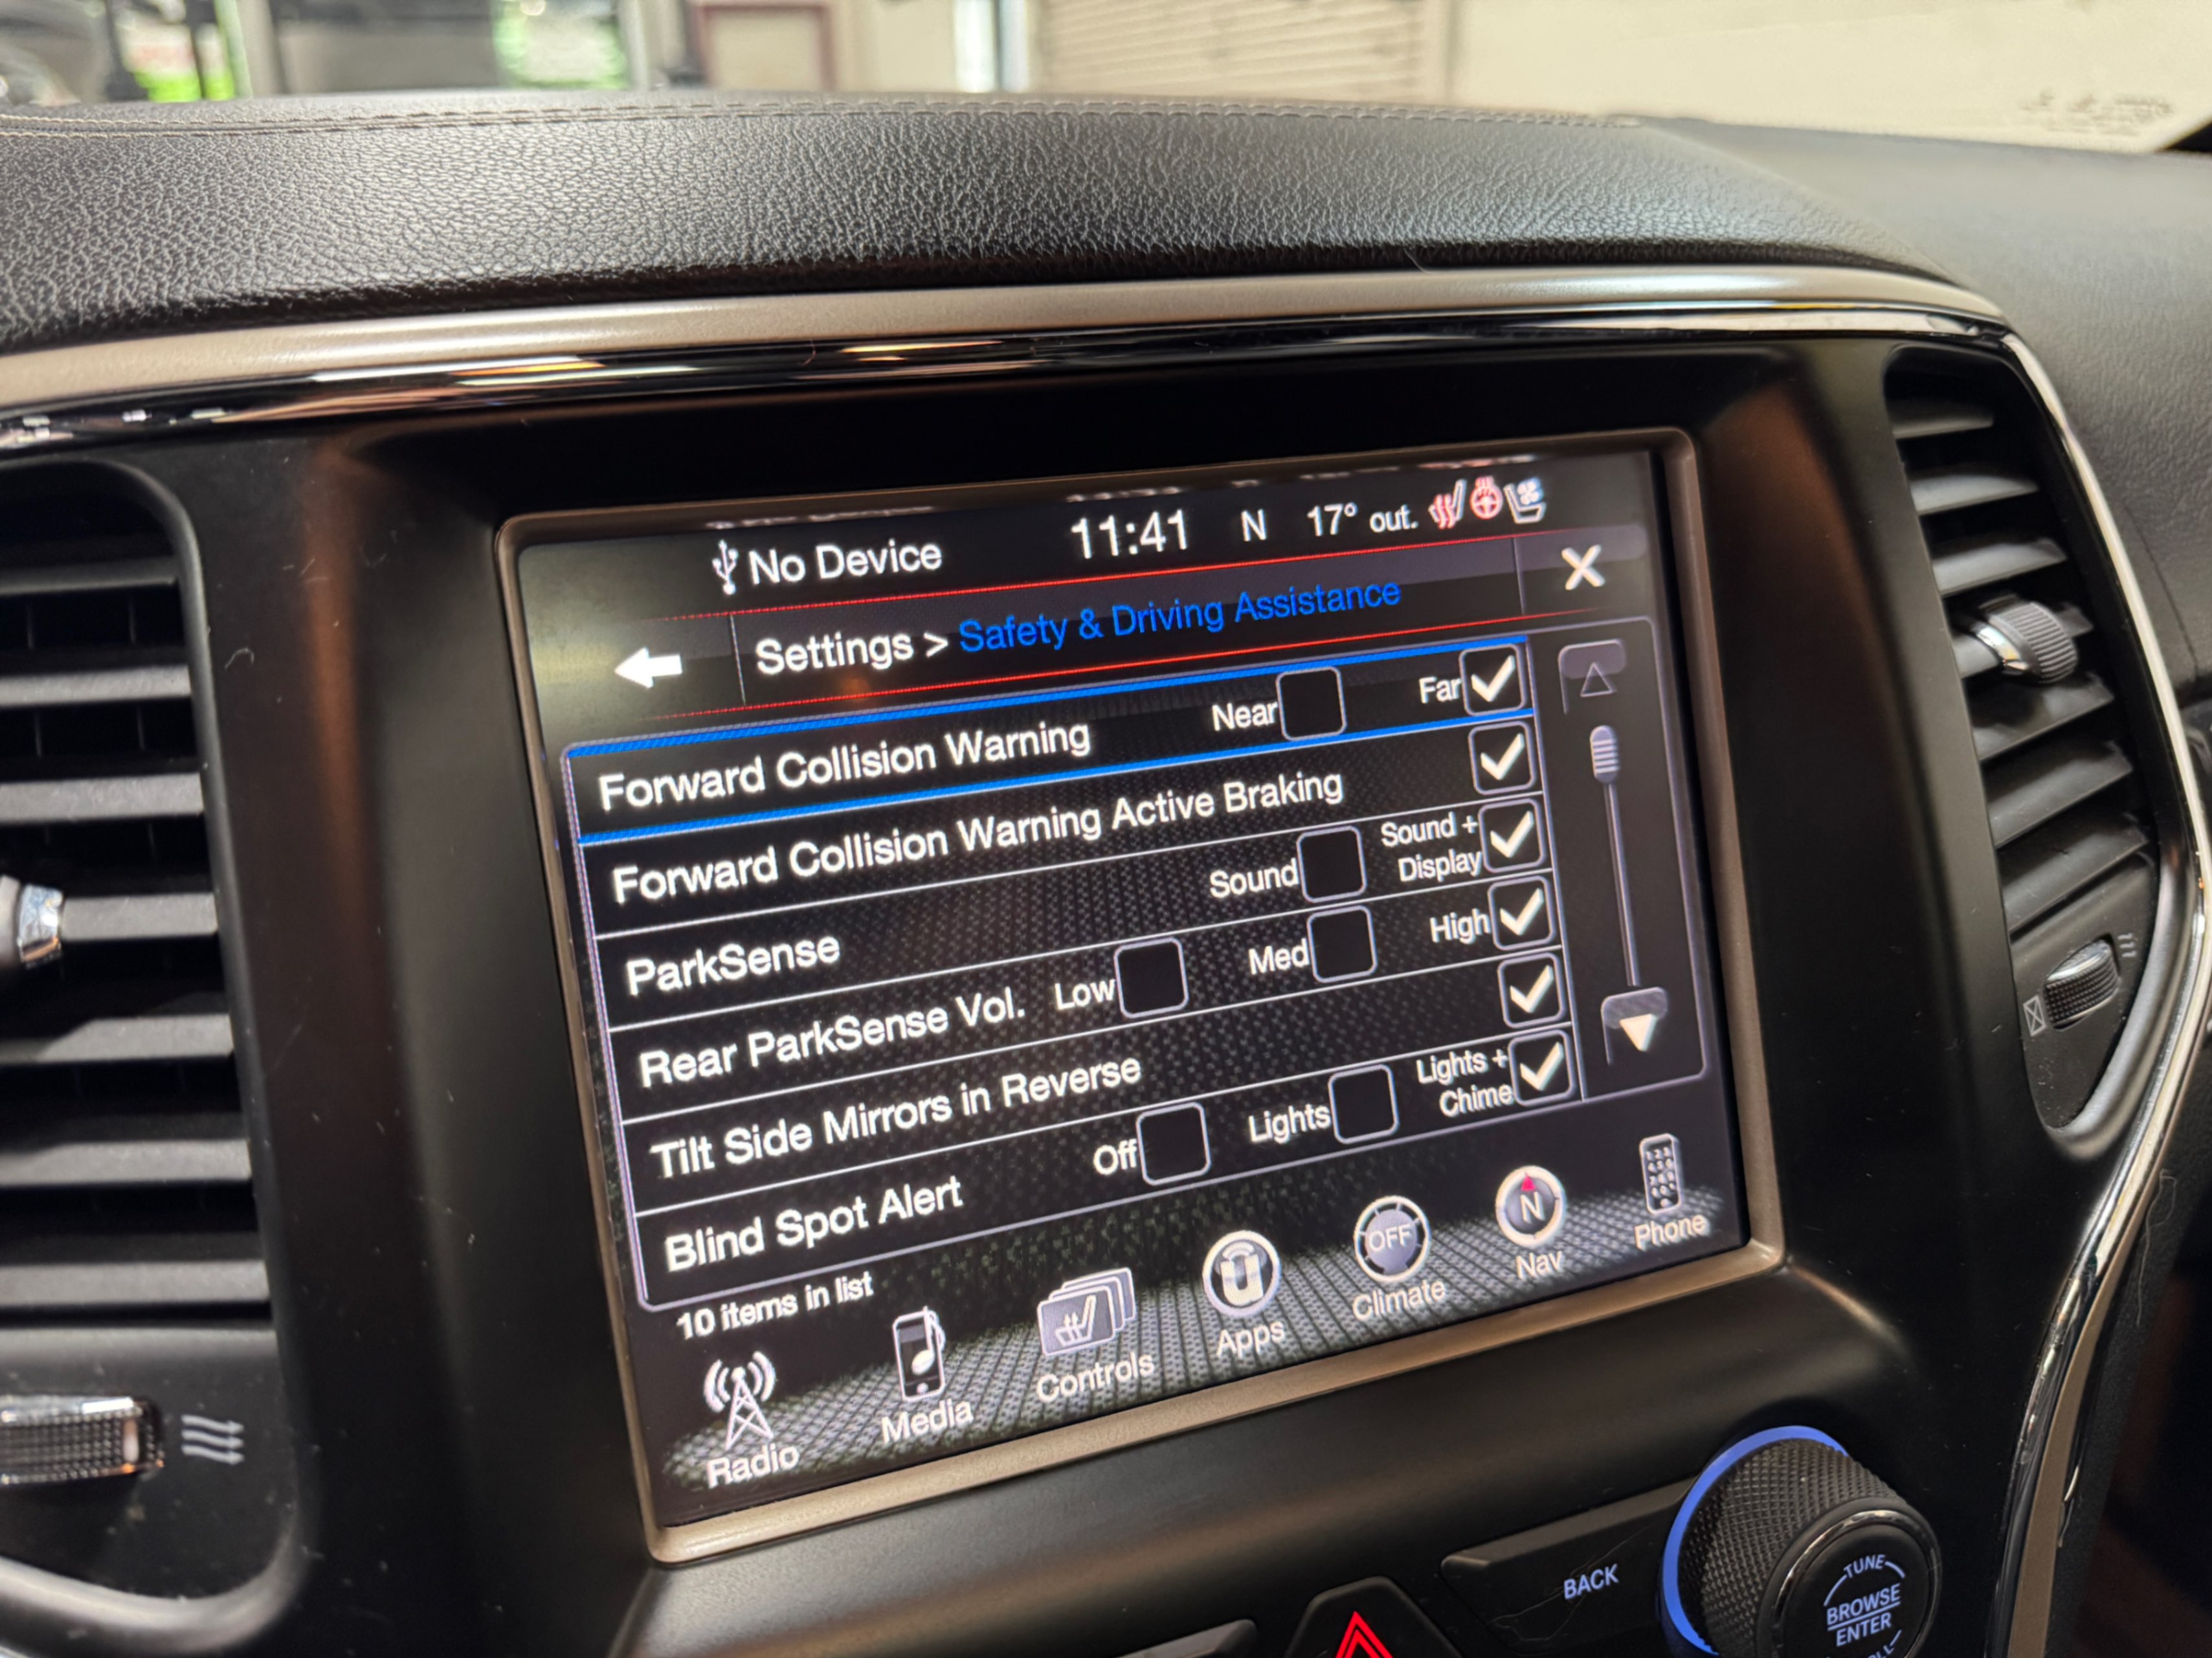 No Device 11:41 N 17° out.
Settings > Safety & Driving Assistance X
Forward Collision Warning Near Far
Forward Collision Warning Active Braking
ParkSense Sound Sound +
Display
Rear ParkSense Vol. Low Med High
Tilt Side Mirrors in Reverse
Blind Spot Alert Off Lights Lights +
Chime
10 items in list
Radio Media Controls Apps Climate Nav Phone
OFF
N
BACK
TUNE
BROWSE
ENTER